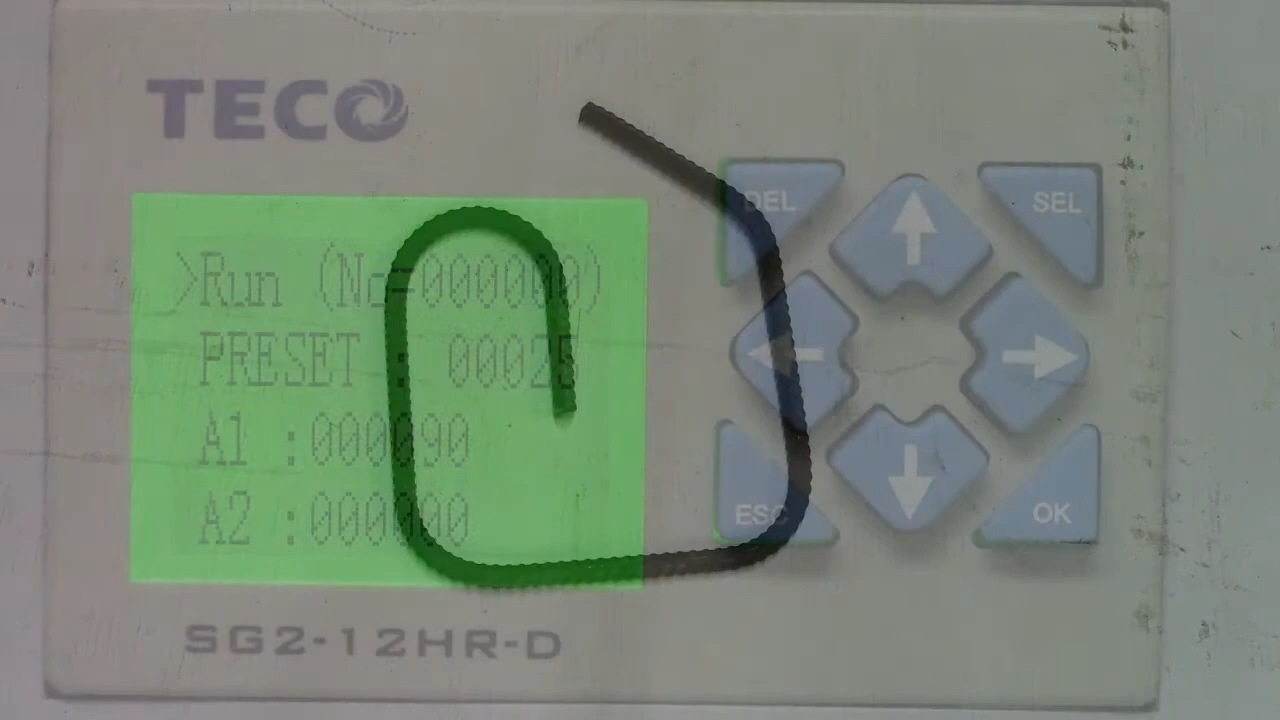 TECO
>Run (No=000000)
PRESET : 00025
A1 :000090
A2 :000000
SG2-12HR-D
DEL
SEL
ESC
OK